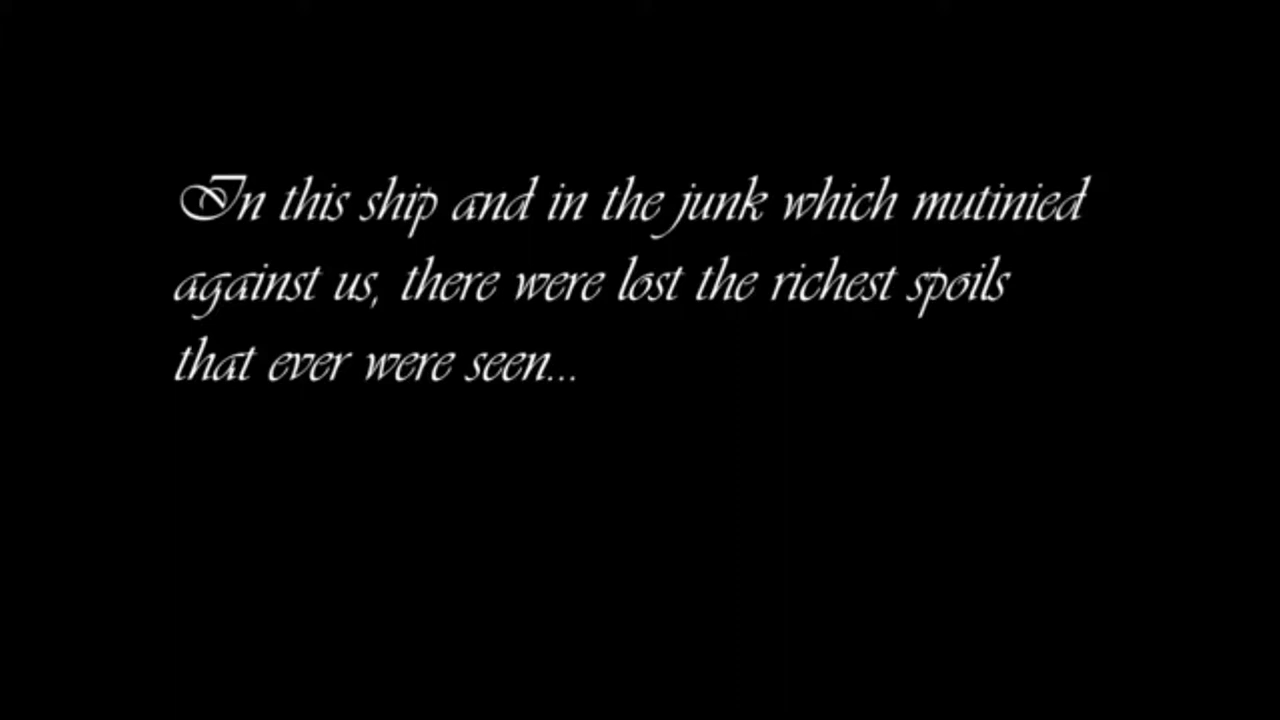 In this ship and in the junk which mutinied
against us, there were lost the richest spoils
that ever were seen...